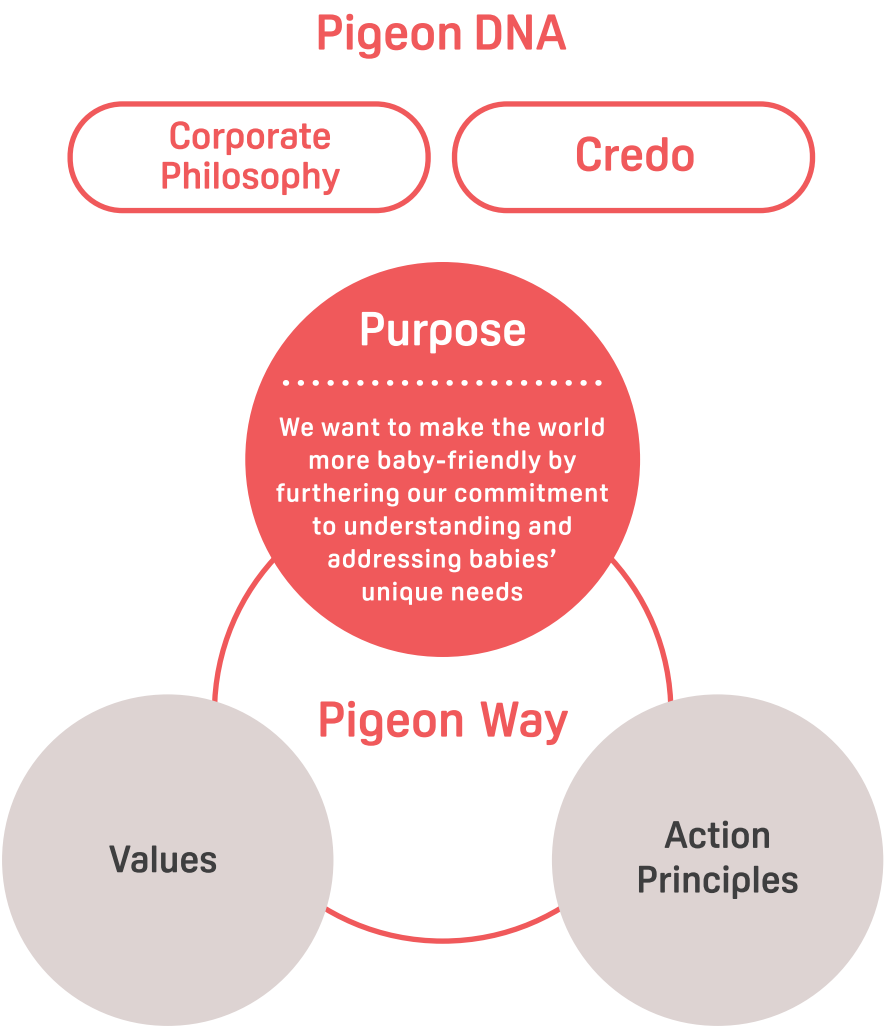 Pigeon DNA
Corporate
Philosophy
Credo
Purpose
We want to make the world
more baby-friendly by
furthering our commitment
to understanding and
addressing babies’
unique needs
Pigeon Way
Values
Action
Principles